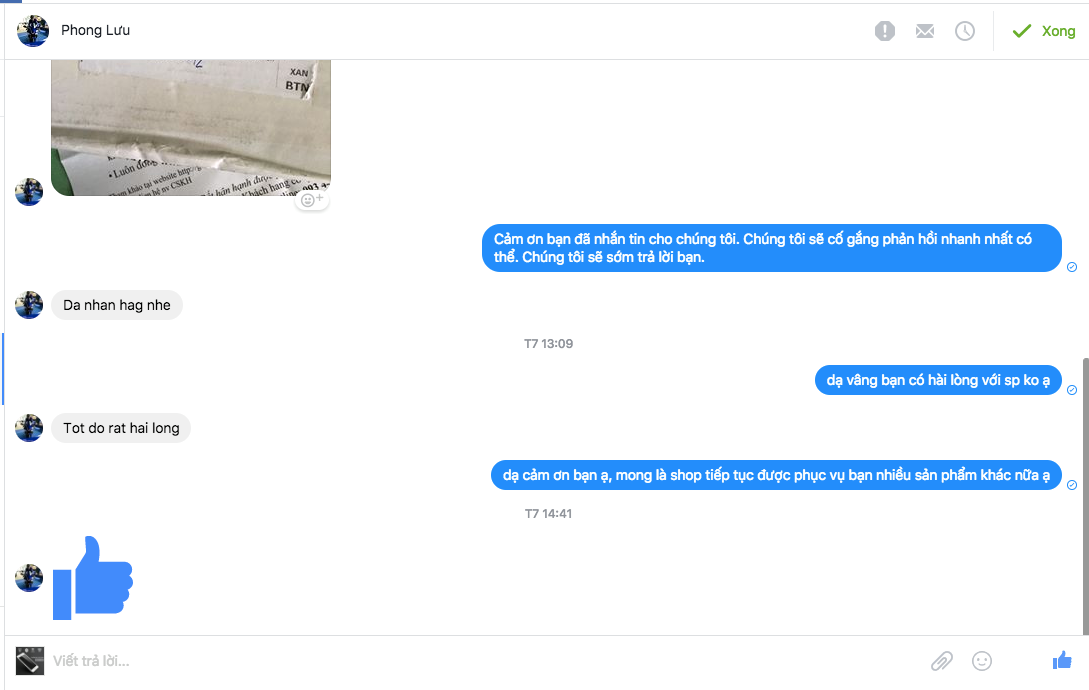 Phong Lưu
Xong
XAN
BTN
• Luôn đồng
khảo tại website http:
hệ nv CSKH
hân hạnh được
Khách hang
Cảm ơn bạn đã nhắn tin cho chúng tôi. Chúng tôi sẽ cố gắng phản hồi nhanh nhất có
thể. Chúng tôi sẽ sớm trả lời bạn.
Da nhan hag nhe
T7 13:09
dạ vâng bạn có hài lòng với sp ko ạ
Tot do rat hai long
dạ cảm ơn bạn ạ, mong là shop tiếp tục được phục vụ bạn nhiều sản phẩm khác nữa ạ
T7 14:41
Viết trả lời...